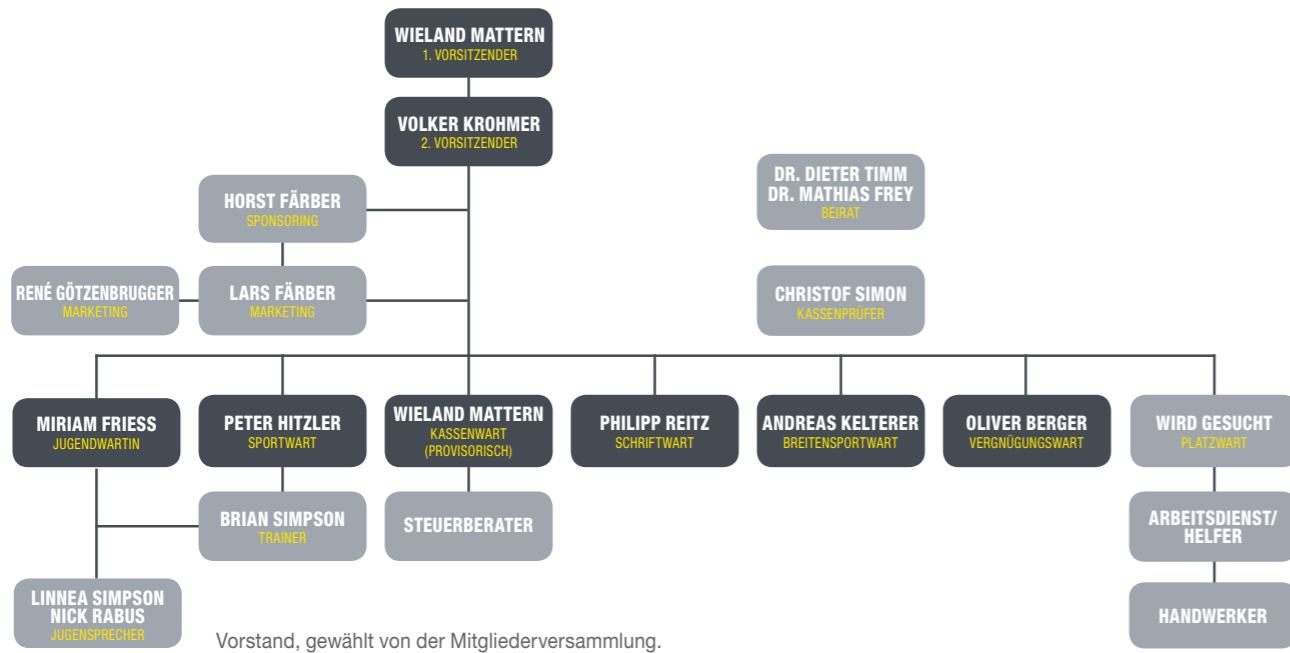 WIELAND MATTERN
1. VORSITZENDER
VOLKER KROHMER
2. VORSITZENDER
DR. DIETER TIMM
DR. MATHIAS FREY
BEIRAT
HORST FÄRBER
SPONSORING
RENÉ GÖTZENBRUGGER
MARKETING
LARS FÄRBER
MARKETING
CHRISTOF SIMON
KASSENPRÜFER
MIRIAM FRIESS
JUGENDWARTIN
PETER HITZLER
SPORTWART
WIELAND MATTERN
KASSENWART
(PROVISORISCH)
PHILIPP REITZ
SCHRIFTWART
ANDREAS KELTERER
BREITENSPORTWART
OLIVER BERGER
VERGNÜGUNGSWART
WIRD GESUCHT
PLATZWART
BRIAN SIMPSON
TRAINER
STEUERBERATER
ARBEITSDIENST/
HELFER
LINNEA SIMPSON
NICK RABUS
JUGENSPRECHER
HANDWERKER
Vorstand, gewählt von der Mitgliederversammlung.